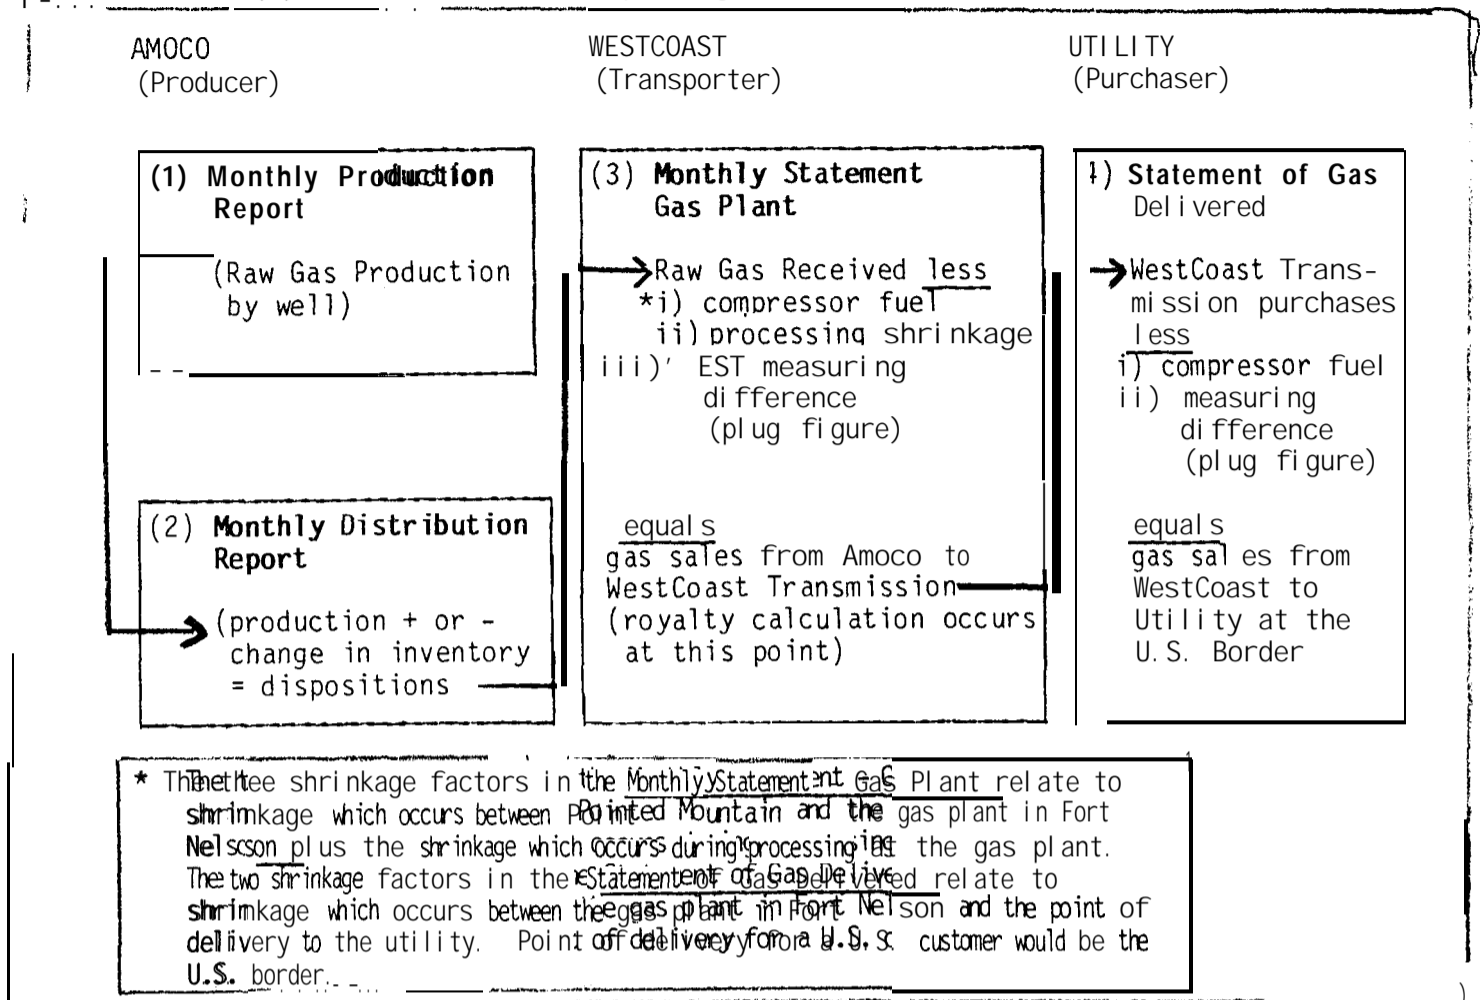 AMOCO
(Producer)
WESTCOAST
(Transporter)
UTILITY
(Purchaser)
(1) Monthly Production
Report
(Raw Gas Production
by well)
(2) Monthly Distribution
Report
(production + or -
change in inventory
= dispositions
(3) Monthly Statement
Gas Plant
Raw Gas Received less
*i) compressor fuel
ii) processing shrinkage
iii) EST measuring
difference
(plug figure)
equals
gas sales from Amoco to
WestCoast Transmission
(royalty calculation occurs
at this point)
) Statement of Gas
Delivered
WestCoast Trans-
mission purchases
less
i) compressor fuel
ii) measuring
difference
(plug figure)
equals
gas sales from
WestCoast to
Utility at the
U.S. Border
* The three shrinkage factors in the Monthly Statement Gas Plant relate to
shrinkage which occurs between Pointed Mountain and the gas plant in Fort
Nelson plus the shrinkage which occurs during processing at the gas plant.
The two shrinkage factors in the Statement of Gas Delivered relate to
shrinkage which occurs between the gas plant in Fort Nelson and the point of
delivery to the utility. Point of delivery for a U.S. customer would be the
U.S. border.